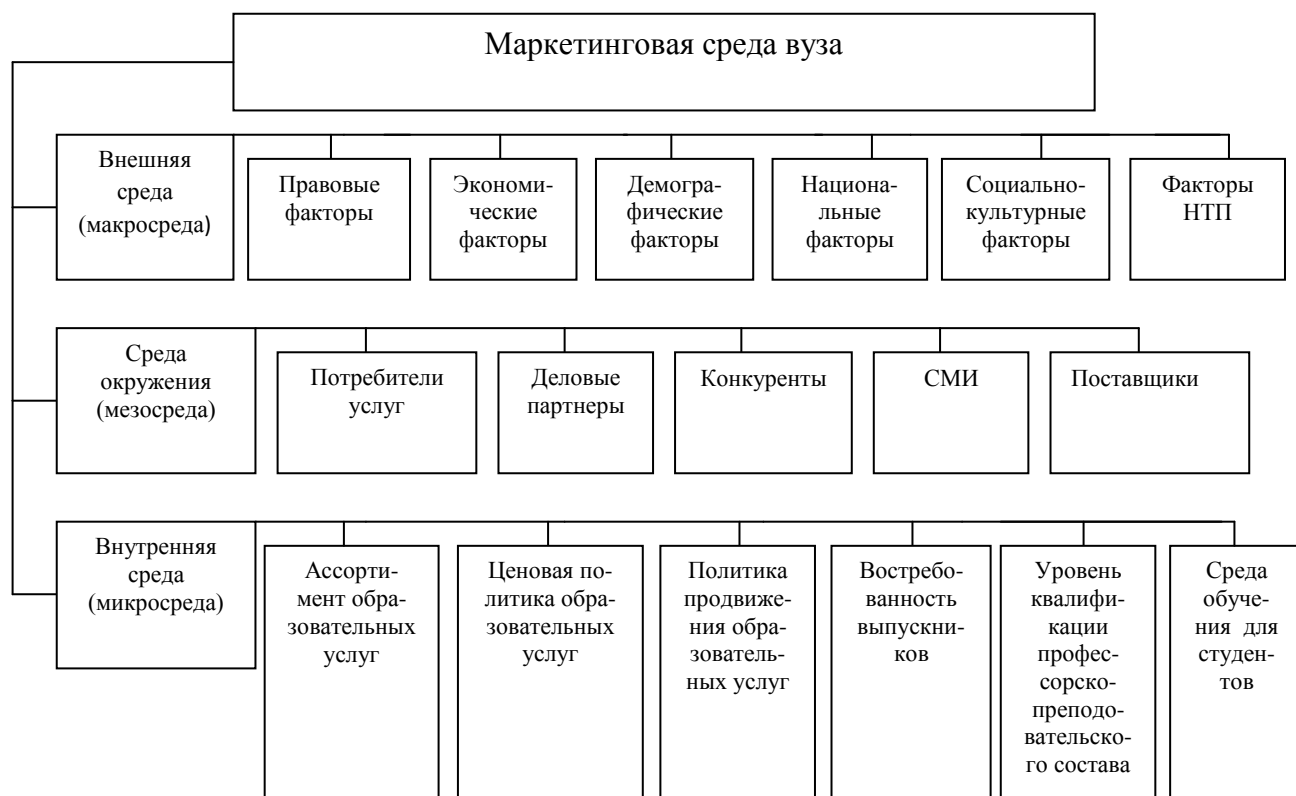 Маркетинговая среда вуза
Внешняя
среда
(макросреда)
Правовые
факторы
Экономи-
ческие
факторы
Демогра-
фические
факторы
Национа-
льные
факторы
Социально-
культурные
факторы
Факторы
НТП
Среда
окружения
(мезосреда)
Потребители
услуг
Деловые
партнеры
Конкуренты
СМИ
Поставщики
Внутренняя
среда
(микросреда)
Ассорти-
мент обра-
зовательных
услуг
Ценовая по-
литика обра-
зовательных
услуг
Политика
продвиже-
ния обра-
зователь-
ных услуг
Востребо-
ванность
выпускни-
ков
Уровень
квалифи-
кации
профес-
сорско-
преподо-
вательско-
го состава
Среда
обуче-
ния для
студен-
тов